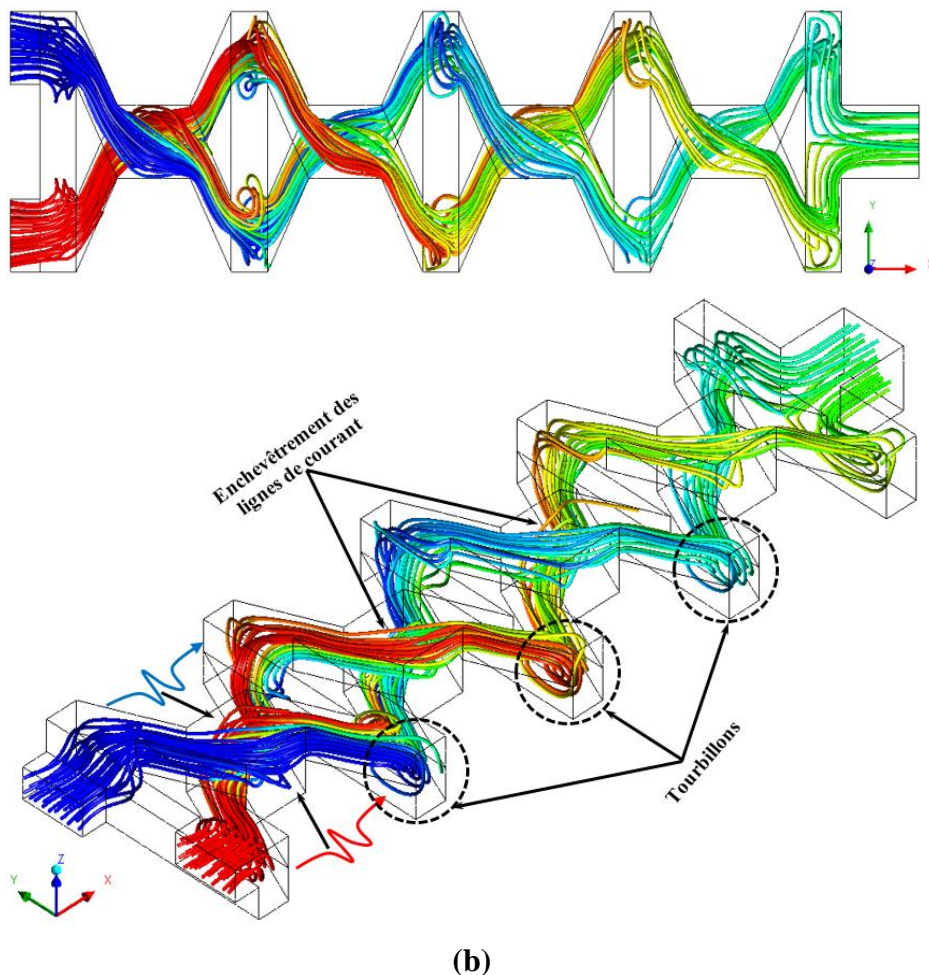 Y
Z
X
Enchevêtrement des
lignes de courant
Tourbillons
Z
Y
X
(b)